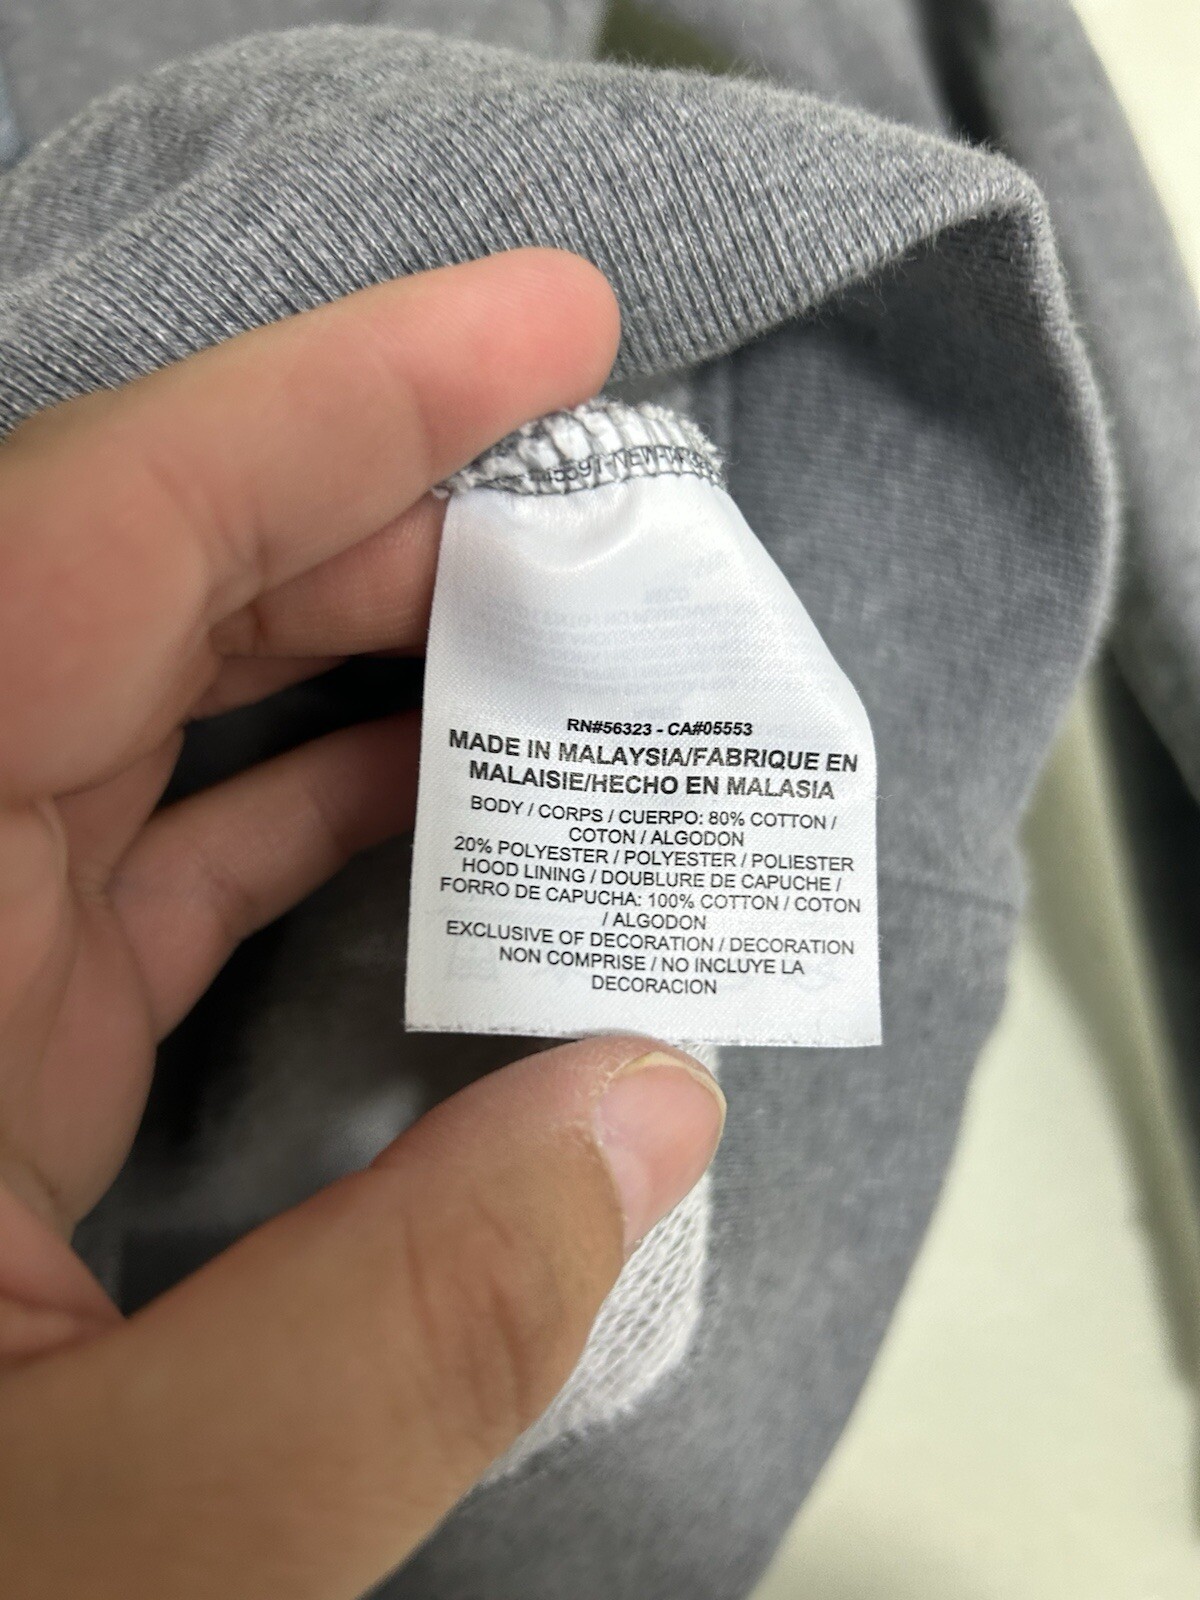 RN#56323 - CA#05553
MADE IN MALAYSIA/FABRIQUE EN
MALAISIE/HECHO EN MALASIA
BODY / CORPS / CUERPO: 80% COTTON /
COTON / ALGODON
20% POLYESTER / POLYESTER / POLIESTER
HOOD LINING / DOUBLURE DE CAPUCHE /
FORRO DE CAPUCHA: 100% COTTON / COTON
/ ALGODON
EXCLUSIVE OF DECORATION / DECORATION
NON COMPRISE / NO INCLUYE LA
DECORACION